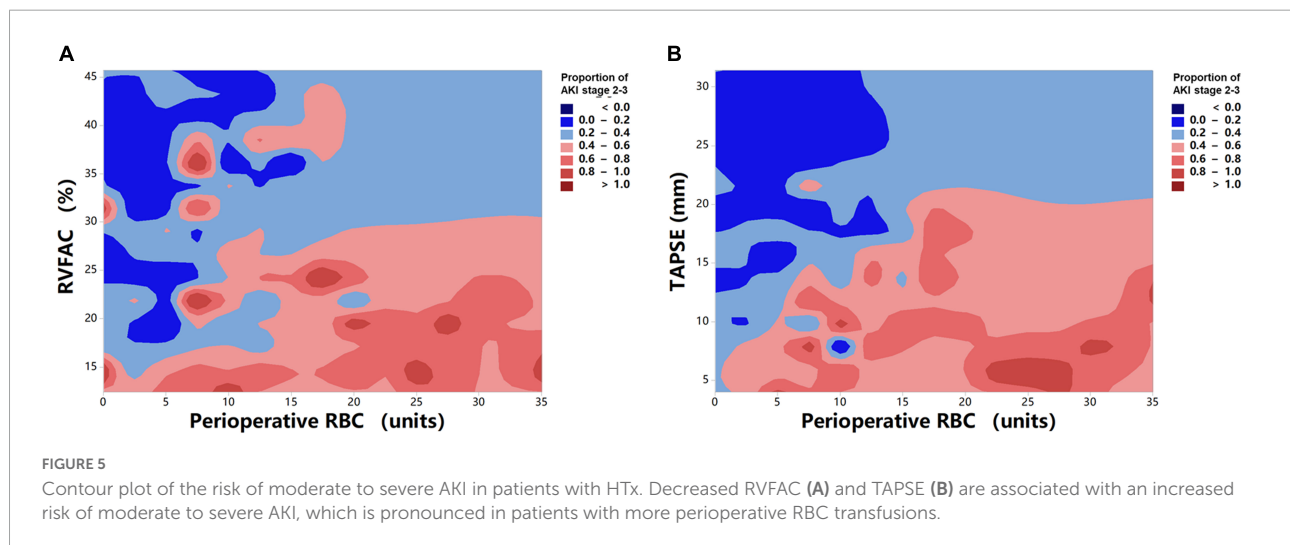 A
B
45
40
35
30
25
20
15
RVFAC (%)
0 5 10 15 20 25 30 35
Perioperative RBC (units)
Proportion of
AKI stage 2-3
< 0.0
0.0 – 0.2
0.2 – 0.4
0.4 – 0.6
0.6 – 0.8
0.8 – 1.0
> 1.0
30
25
20
15
10
5
TAPSE (mm)
0 5 10 15 20 25 30 35
Perioperative RBC (units)
Proportion of
AKI stage 2-3
< 0.0
0.0 – 0.2
0.2 – 0.4
0.4 – 0.6
0.6 – 0.8
0.8 – 1.0
> 1.0
FIGURE 5
Contour plot of the risk of moderate to severe AKI in patients with HTx. Decreased RVFAC (A) and TAPSE (B) are associated with an increased
risk of moderate to severe AKI, which is pronounced in patients with more perioperative RBC transfusions.